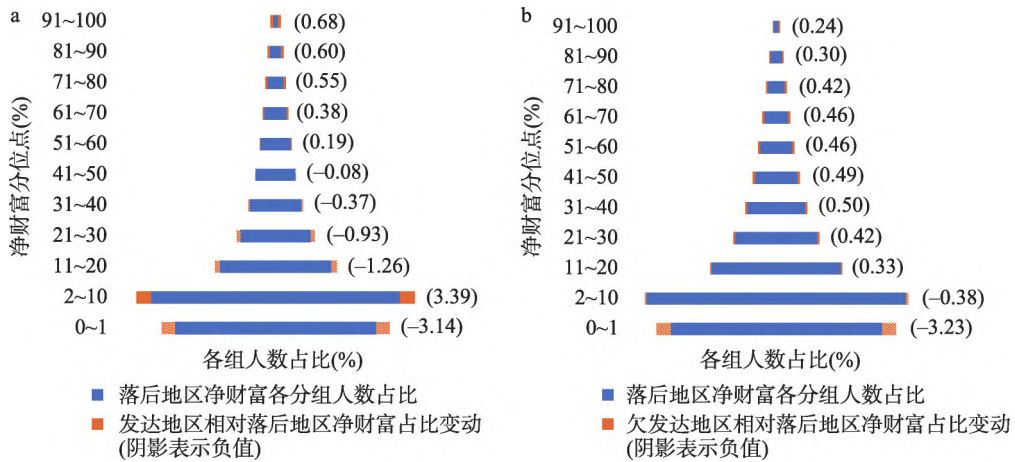 a
净财富分位点(%)
91~100 (0.68)
81~90 (0.60)
71~80 (0.55)
61~70 (0.38)
51~60 (0.19)
41~50 (–0.08)
31~40 (–0.37)
21~30 (–0.93)
11~20 (–1.26)
2~10 (3.39)
0~1 (–3.14)
各组人数占比(%)
落后地区净财富各分组人数占比
发达地区相对落后地区净财富占比变动
(阴影表示负值)
b
净财富分位点(%)
91~100 (0.24)
81~90 (0.30)
71~80 (0.42)
61~70 (0.46)
51~60 (0.46)
41~50 (0.49)
31~40 (0.50)
21~30 (0.42)
11~20 (0.33)
2~10 (–0.38)
0~1 (–3.23)
各组人数占比(%)
落后地区净财富各分组人数占比
欠发达地区相对落后地区净财富占比变动
(阴影表示负值)